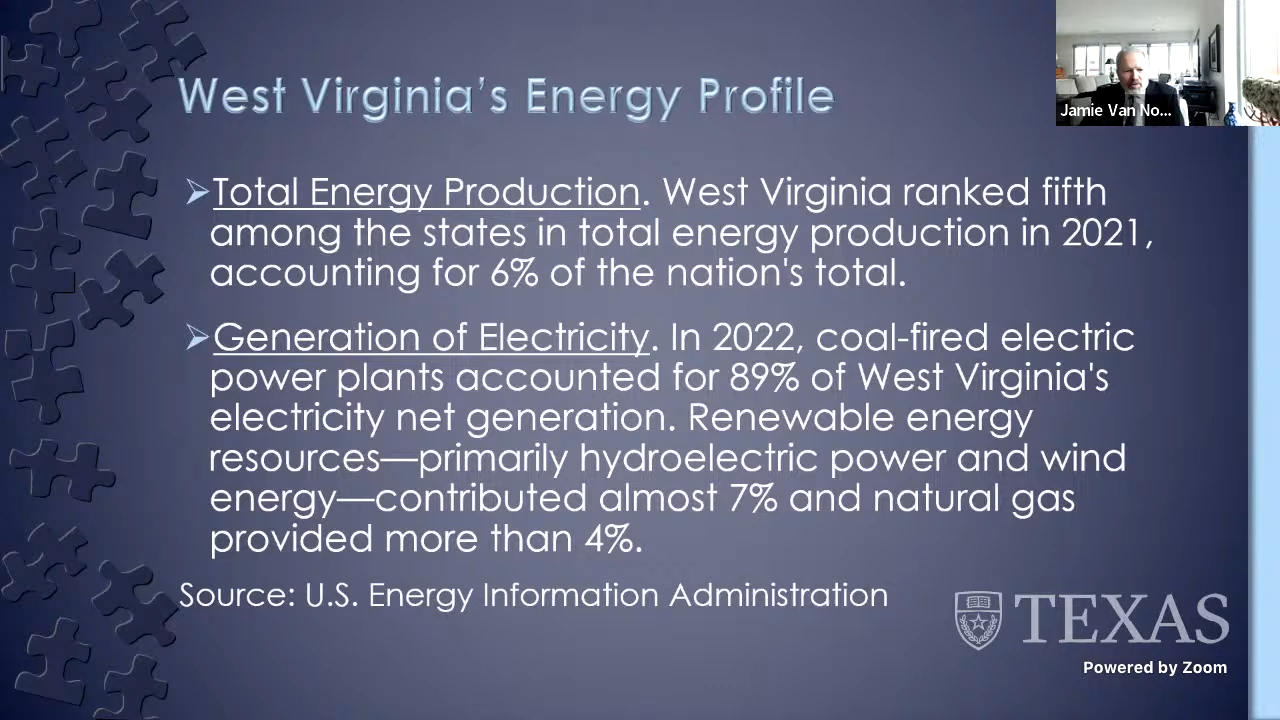 West Virginia's Energy Profile
Jamie Van No...
➢Total Energy Production. West Virginia ranked fifth
among the states in total energy production in 2021,
accounting for 6% of the nation's total.
➢Generation of Electricity. In 2022, coal-fired electric
power plants accounted for 89% of West Virginia's
electricity net generation. Renewable energy
resources—primarily hydroelectric power and wind
energy—contributed almost 7% and natural gas
provided more than 4%.
Source: U.S. Energy Information Administration
TEXAS
Powered by Zoom